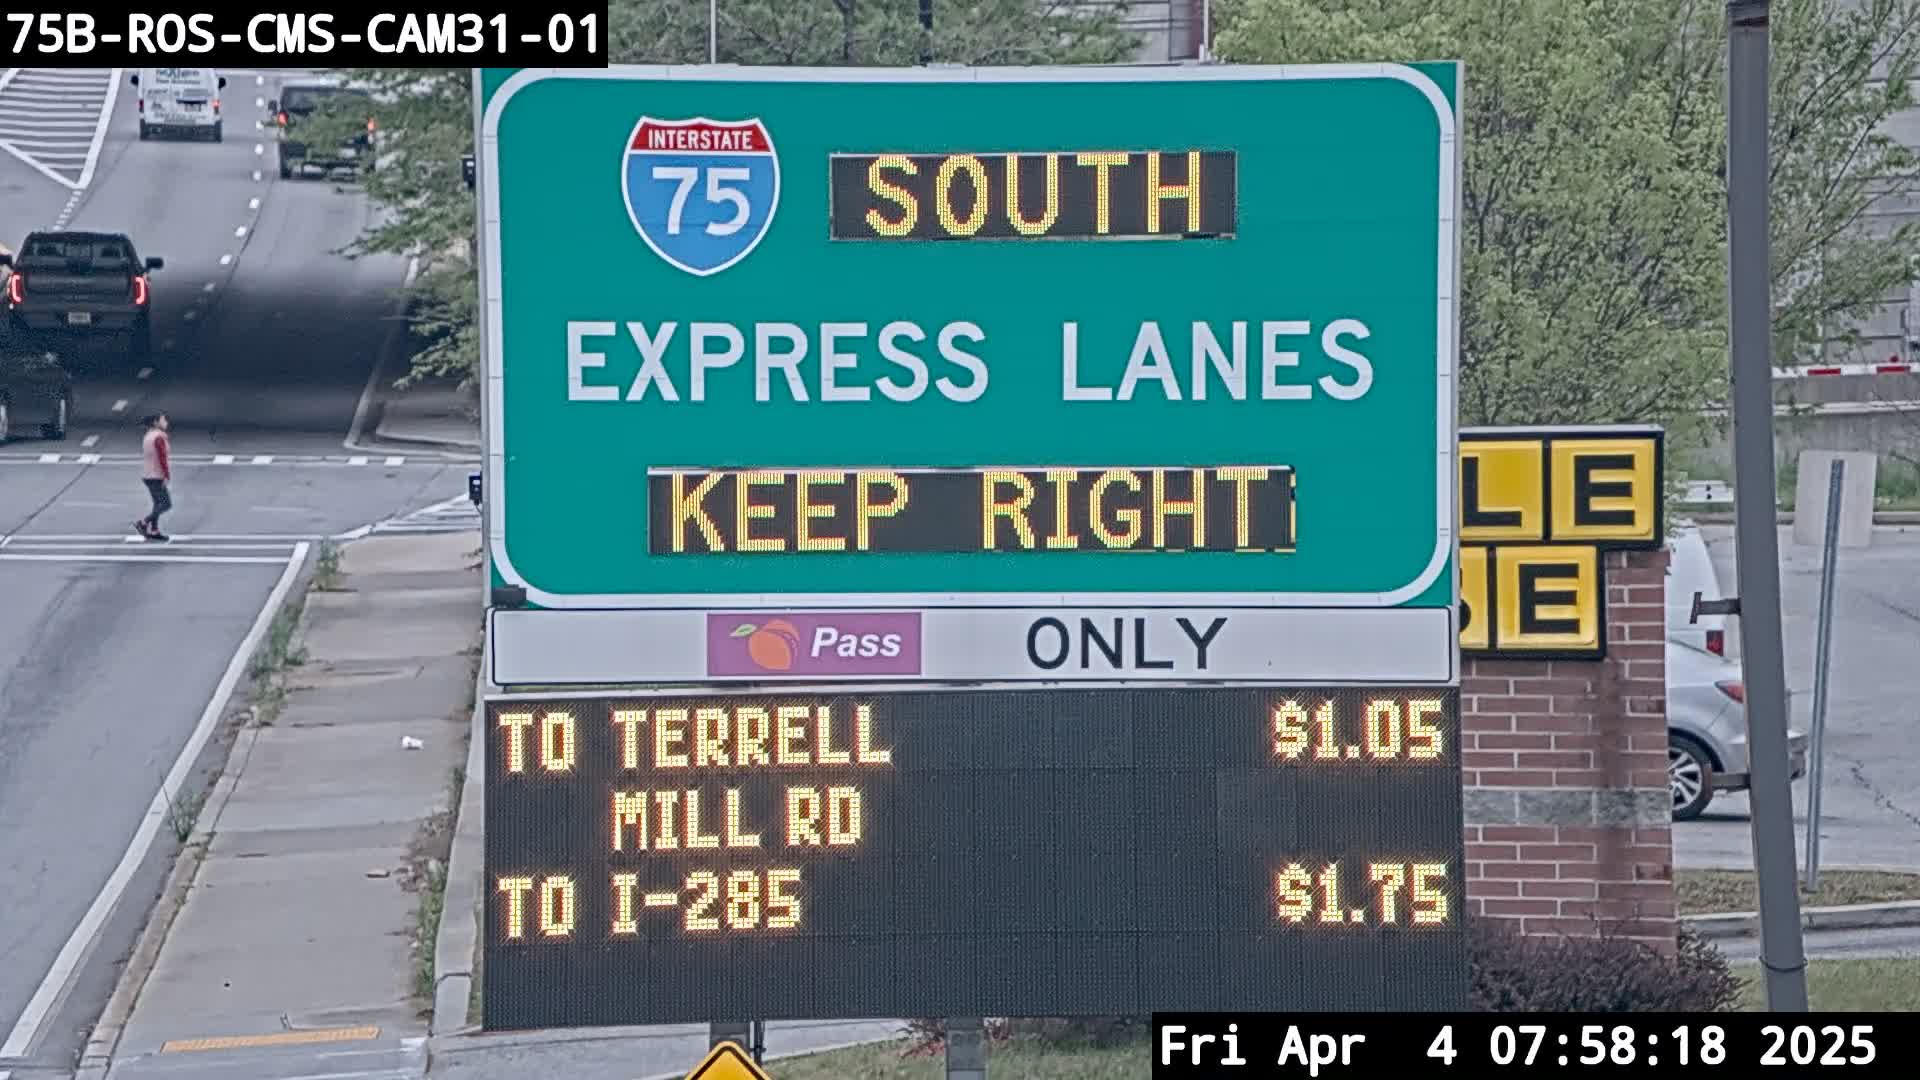 75B-ROS-CMS-CAM31-01
INTERSTATE
75
SOUTH
EXPRESS LANES
KEEP RIGHT
Pass ONLY
LE
E
TO TERRELL $1.05
MILL RD
TO I-285 $1.75
Fri Apr 4 07:58:18 2025